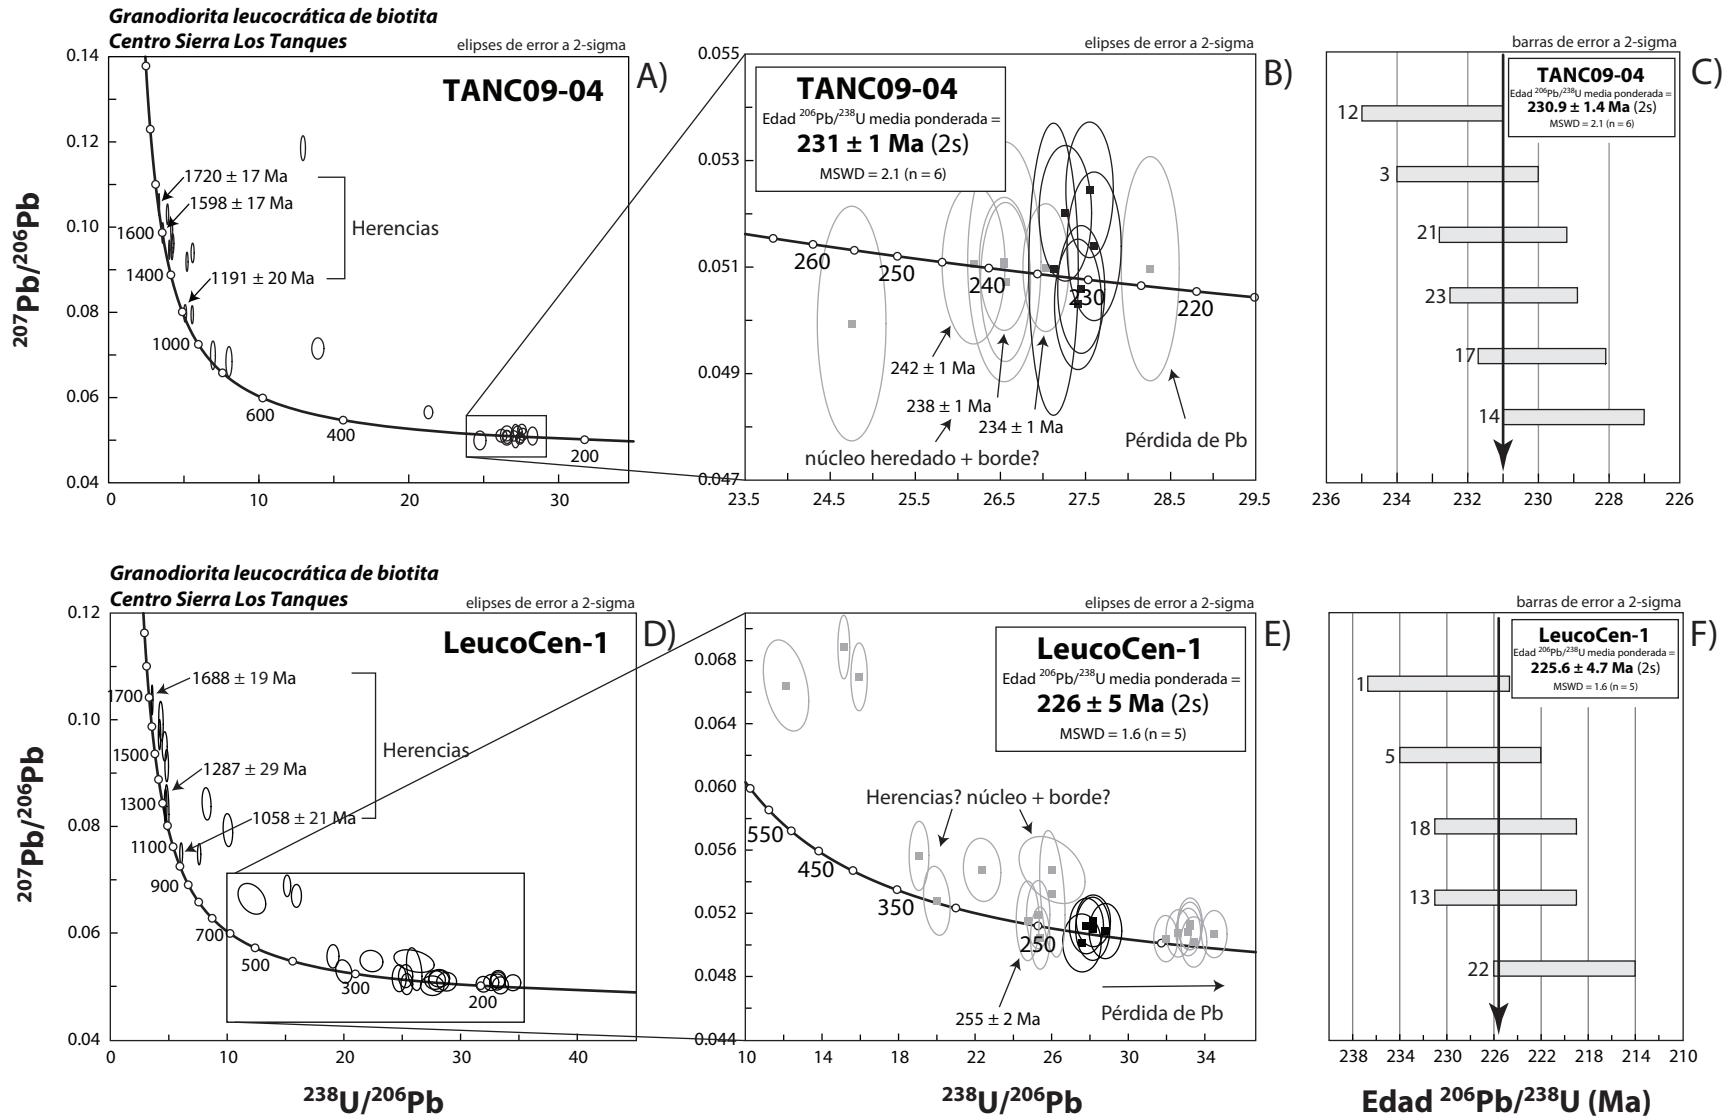 Granodiorita leucocrática de biotita
Centro Sierra Los Tanques
elipses de error a 2-sigma
A)
TANC09-04
0.14
0.12
0.10
0.08
0.06
0.04
207Pb/206Pb
1720 ± 17 Ma
1598 ± 17 Ma
1191 ± 20 Ma
Herencias
1600
1400
1000
600
400
200
0
10
20
30
elipses de error a 2-sigma
B)
TANC09-04
Edad 206Pb/238U media ponderada =
231 ± 1 Ma (2s)
MSWD = 2.1 (n = 6)
0.055
0.053
0.051
0.049
0.047
260
250
240
230
220
242 ± 1 Ma
238 ± 1 Ma
234 ± 1 Ma
núcleo heredado + borde?
Pérdida de Pb
23.5
24.5
25.5
26.5
27.5
28.5
29.5
barras de error a 2-sigma
C)
TANC09-04
Edad 206Pb/238U media ponderada =
230.9 ± 1.4 Ma (2s)
MSWD = 2.1 (n = 6)
12
3
21
23
17
14
236
234
232
230
228
226
Granodiorita leucocrática de biotita
Centro Sierra Los Tanques
elipses de error a 2-sigma
D)
LeucoCen-1
0.12
0.10
0.08
0.06
0.04
207Pb/206Pb
1688 ± 19 Ma
1287 ± 29 Ma
1058 ± 21 Ma
Herencias
1700
1500
1300
1100
900
700
500
300
200
0
10
20
30
40
238U/206Pb
elipses de error a 2-sigma
E)
LeucoCen-1
Edad 206Pb/238U media ponderada =
226 ± 5 Ma (2s)
MSWD = 1.6 (n = 5)
0.068
0.064
0.060
0.056
0.052
0.048
0.044
Herencias? núcleo + borde?
550
450
350
250
255 ± 2 Ma
Pérdida de Pb
10
14
18
22
26
30
34
238U/206Pb
barras de error a 2-sigma
F)
LeucoCen-1
Edad 206Pb/238U media ponderada =
225.6 ± 4.7 Ma (2s)
MSWD = 1.6 (n = 5)
1
5
18
13
22
238
234
230
226
222
218
214
210
Edad 206Pb/238U (Ma)